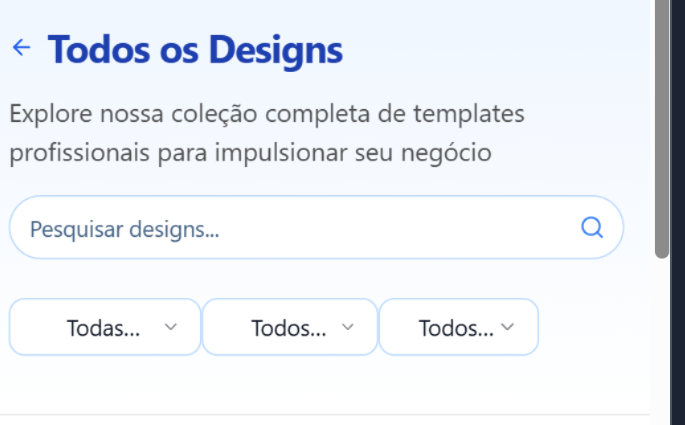 Todos os Designs
Explore nossa coleção completa de templates
profissionais para impulsionar seu negócio
Pesquisar designs...
Todas... Todos... Todos...